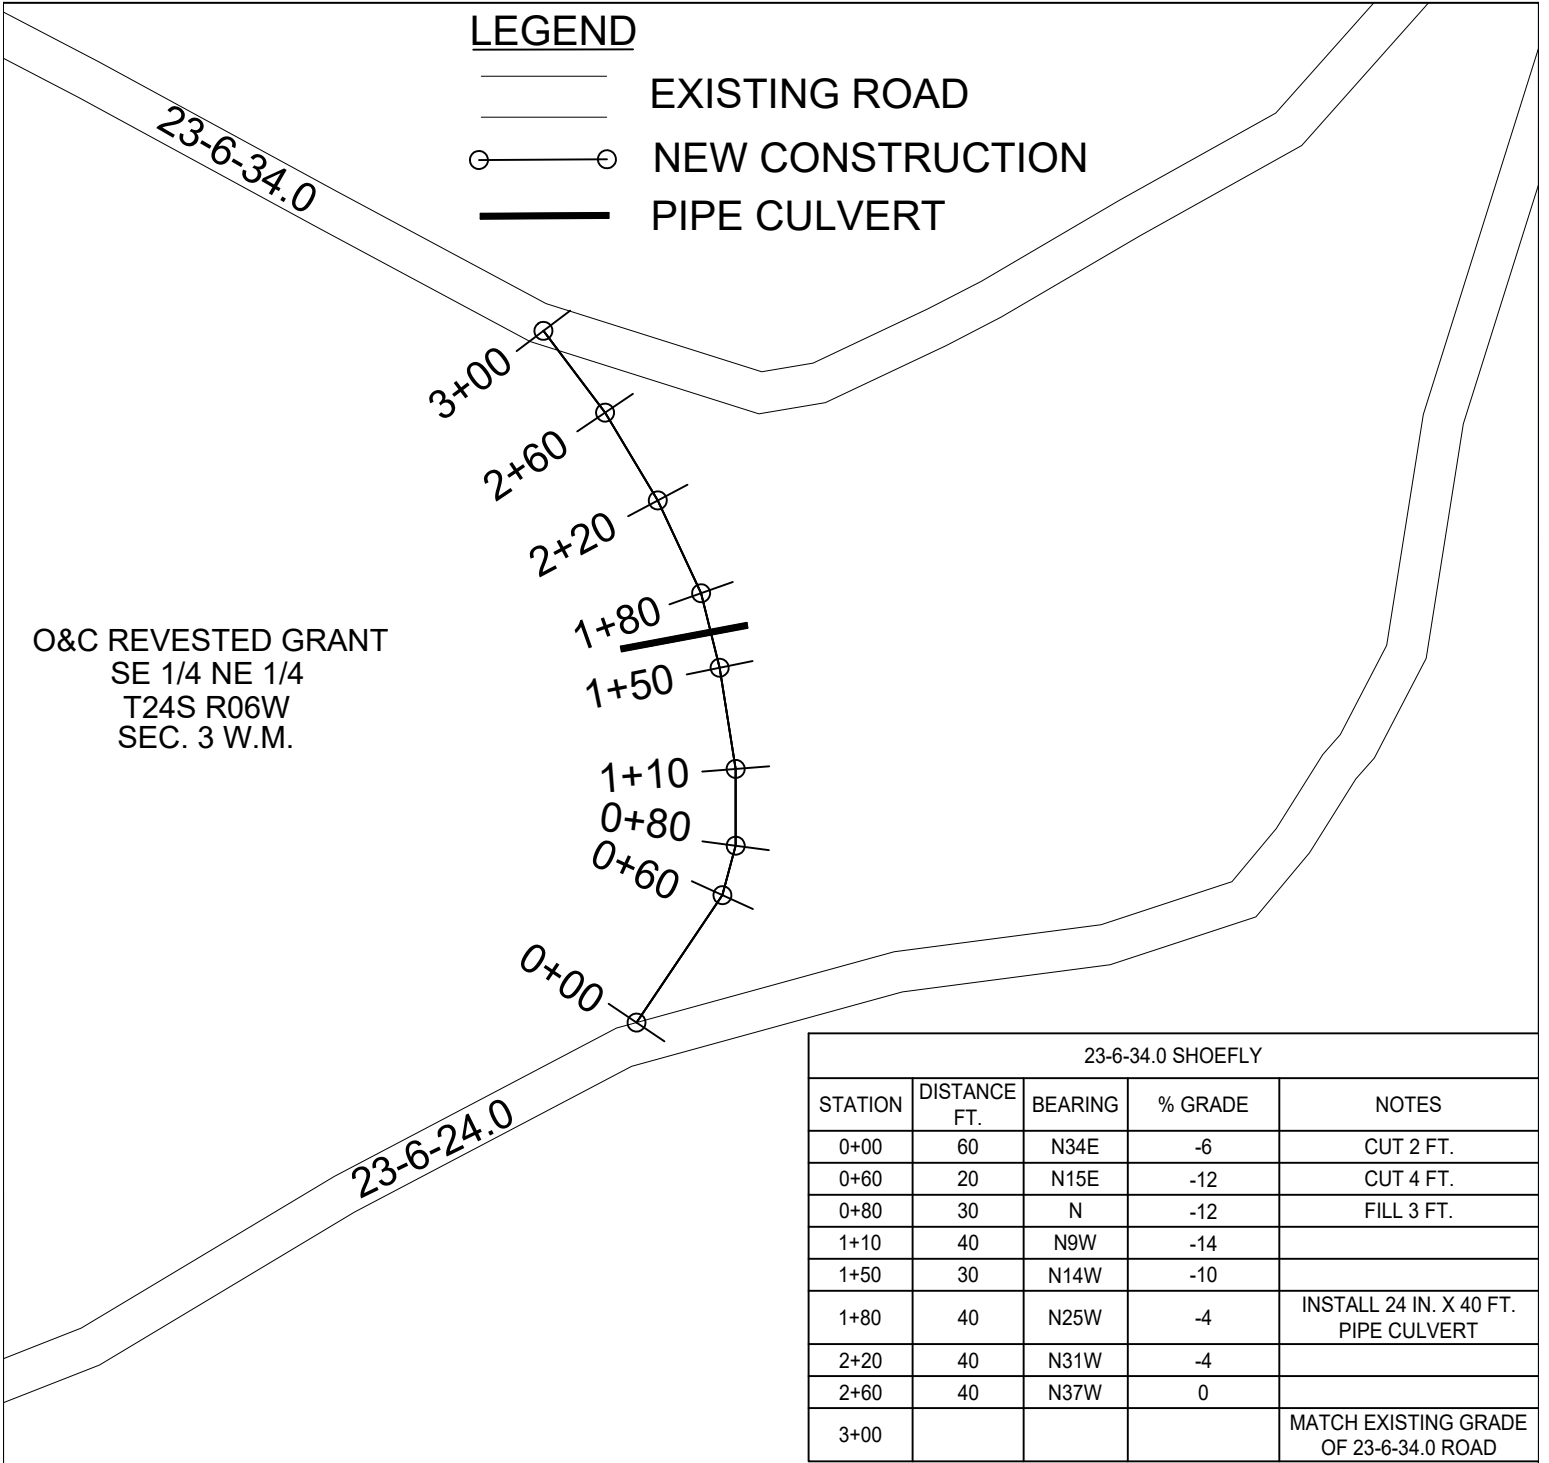 LEGEND
EXISTING ROAD
NEW CONSTRUCTION
PIPE CULVERT
23-6-34.0
3+00
2+60
2+20
1+80
1+50
1+10
0+80
0+60
0+00
O&C REVESTED GRANT
SE 1/4 NE 1/4
T24S R06W
SEC. 3 W.M.
23-6-24.0
23-6-34.0 SHOEFLY
STATION DISTANCE FT. BEARING % GRADE NOTES
0+00 60 N34E -6 CUT 2 FT.
0+60 20 N15E -12 CUT 4 FT.
0+80 30 N -12 FILL 3 FT.
1+10 40 N9W -14
1+50 30 N14W -10
1+80 40 N25W -4 INSTALL 24 IN. X 40 FT.
PIPE CULVERT
2+20 40 N31W -4
2+60 40 N37W 0
3+00 MATCH EXISTING GRADE
OF 23-6-34.0 ROAD